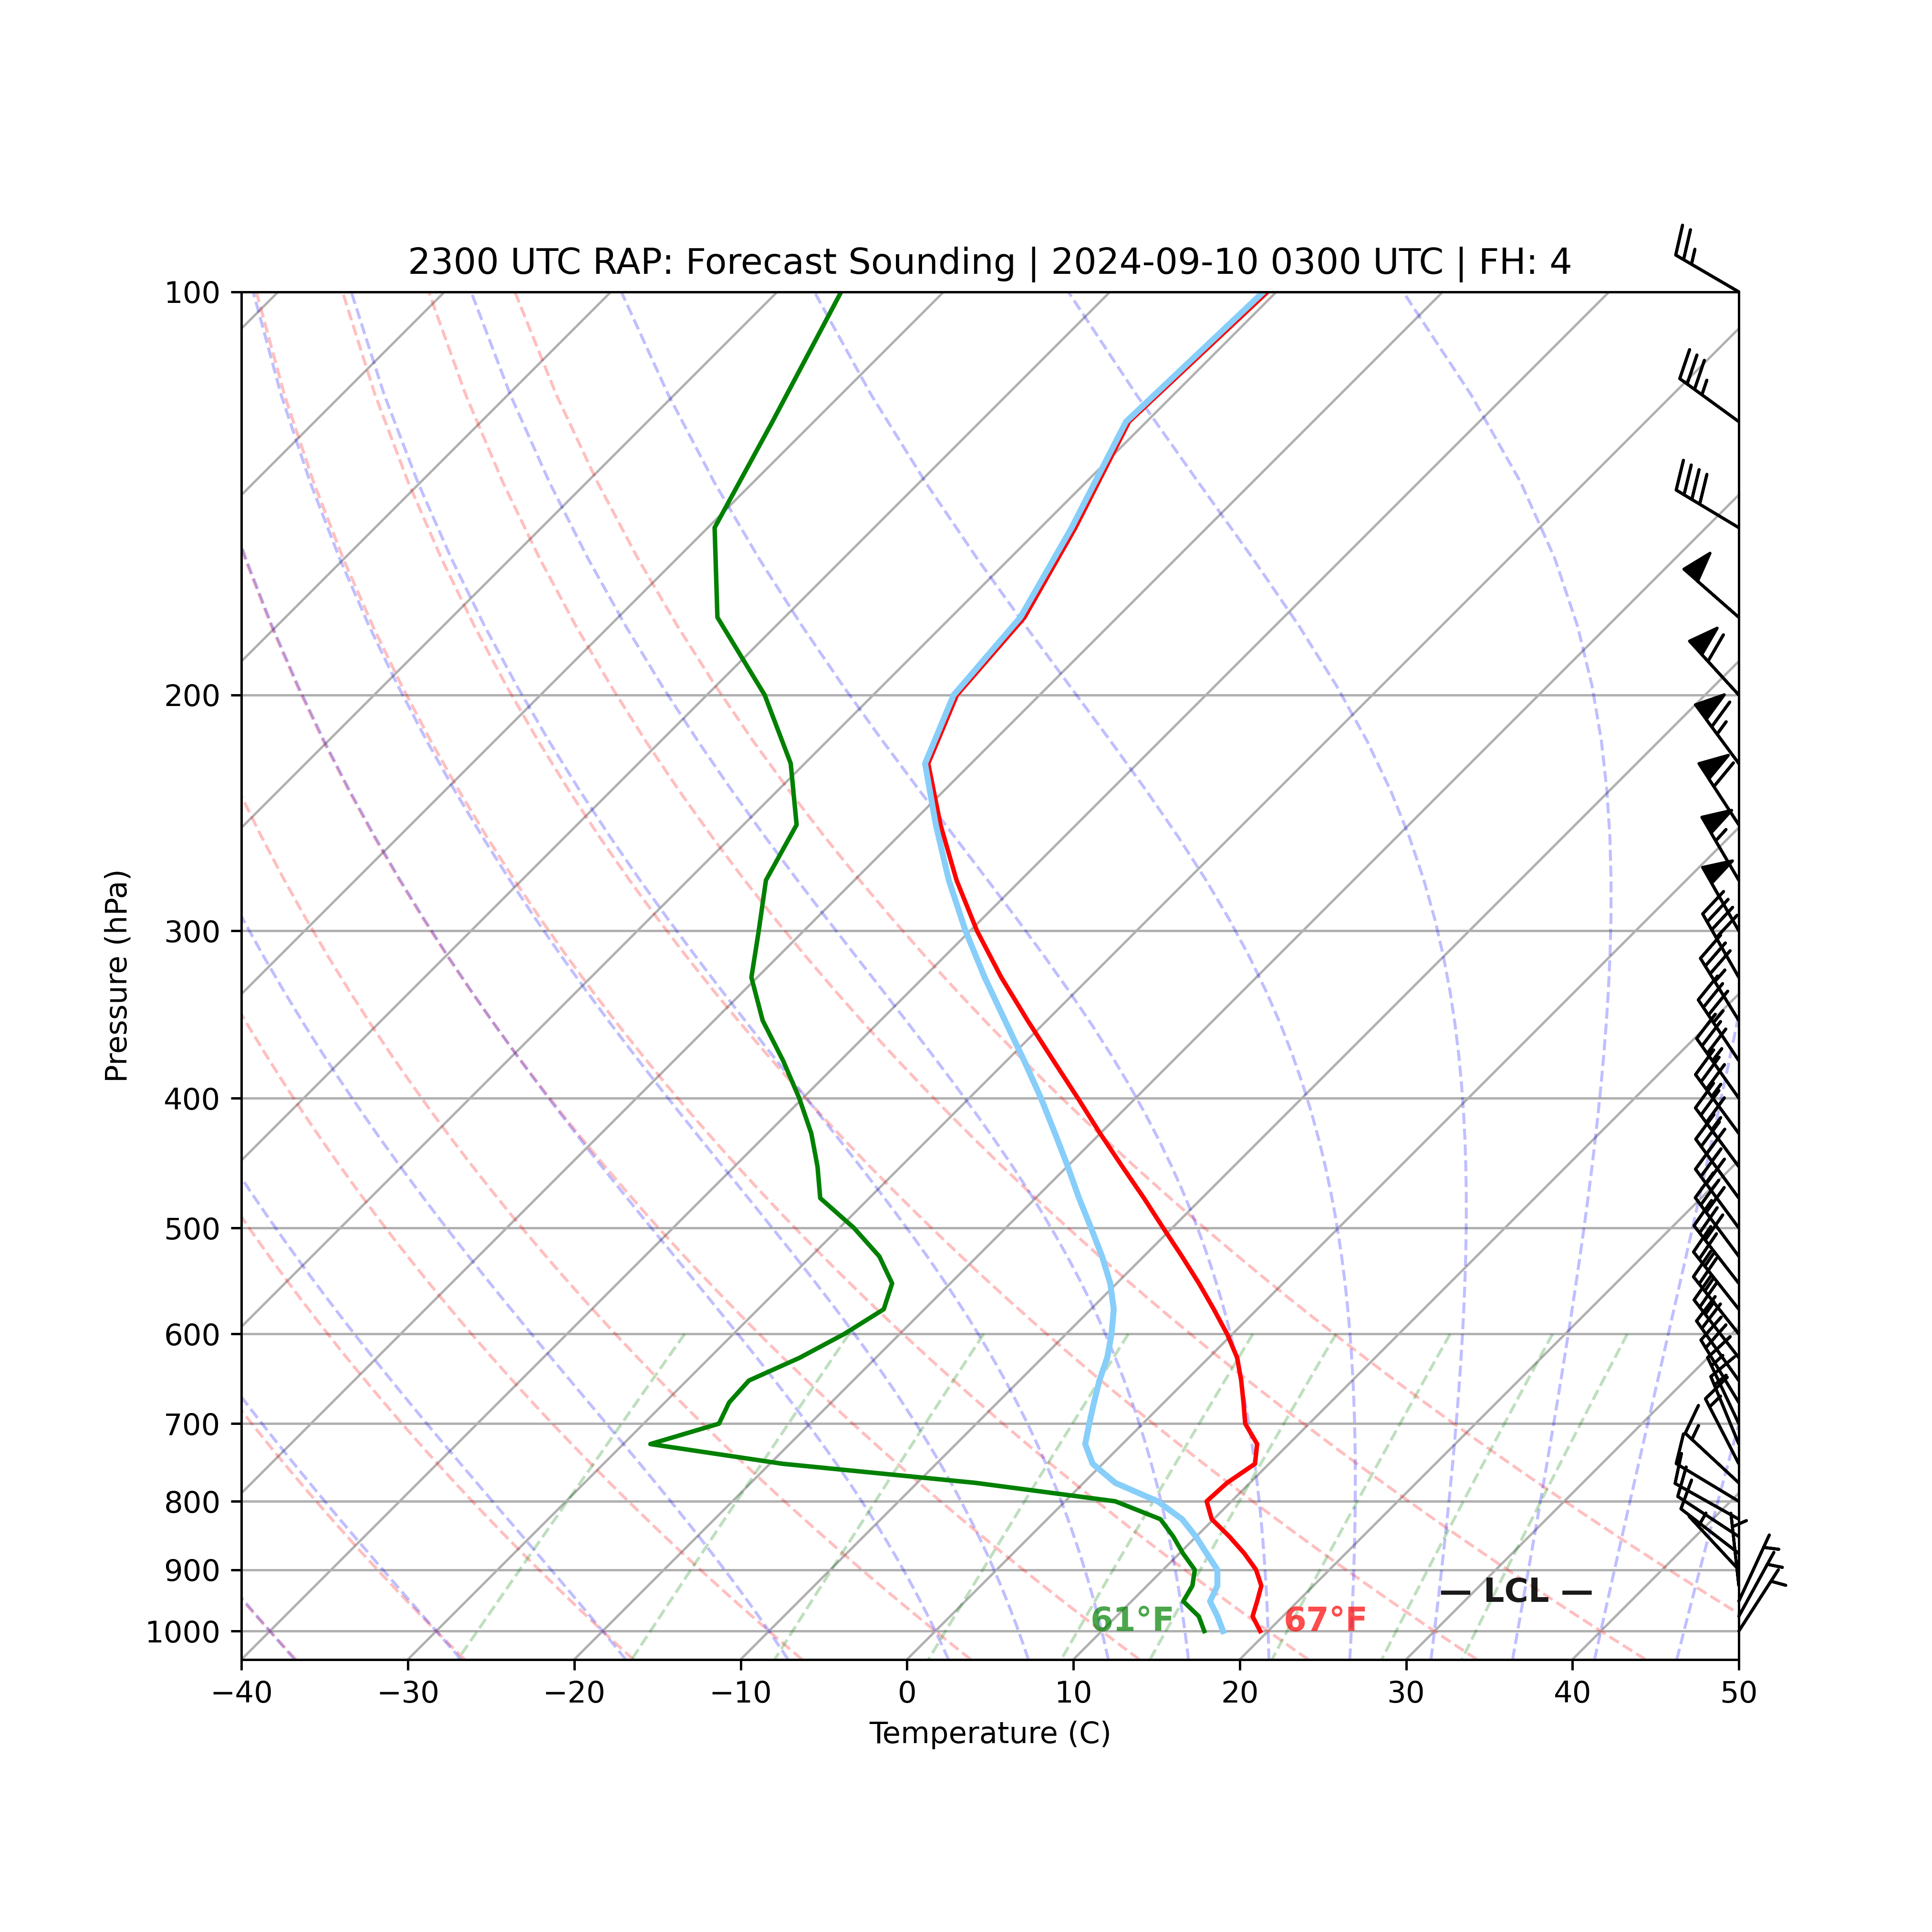 2300 UTC RAP: Forecast Sounding | 2024-09-10 0300 UTC | FH: 4
100
200
300
400
500
600
700
800
900
1000
Pressure (hPa)
— LCL —
61°F
67°F
−40 −30 −20 −10 0 10 20 30 40 50
Temperature (C)